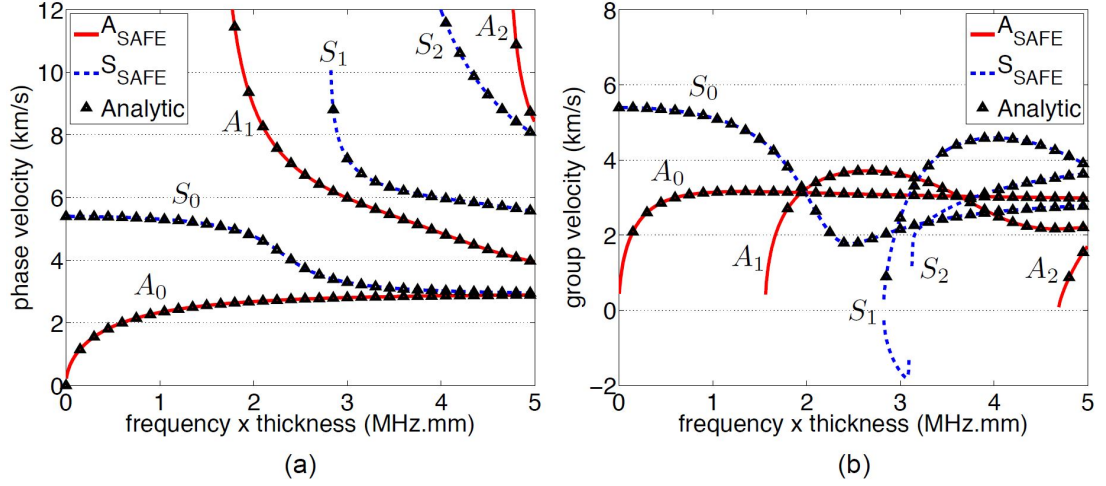 12
10
8
6
4
2
0
0 1 2 3 4 5
phase velocity (km/s)
frequency x thickness (MHz.mm)
A_SAFE
S_SAFE
Analytic
A_1
S_1
S_2
A_2
S_0
A_0
(a)
8
6
4
2
0
−2
0 1 2 3 4 5
group velocity (km/s)
frequency x thickness (MHz.mm)
A_SAFE
S_SAFE
Analytic
S_0
A_0
A_1
S_2
S_1
A_2
(b)